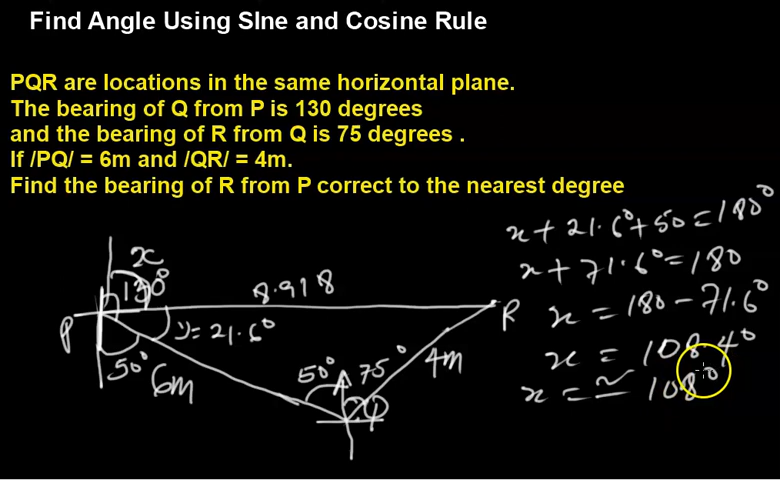 Find Angle Using SIne and Cosine Rule
PQR are locations in the same horizontal plane.
The bearing of Q from P is 130 degrees
and the bearing of R from Q is 75 degrees .
If /PQ/ = 6m and /QR/ = 4m.
Find the bearing of R from P correct to the nearest degree
x + 21.6° + 50 = 180°
x + 71.6° = 180
x = 180 - 71.6°
x = 108.4°
x = ≃ 108°
x
130°
8.918
P
R
y = 21.6°
50°
6m
50°
75°
4m
Q